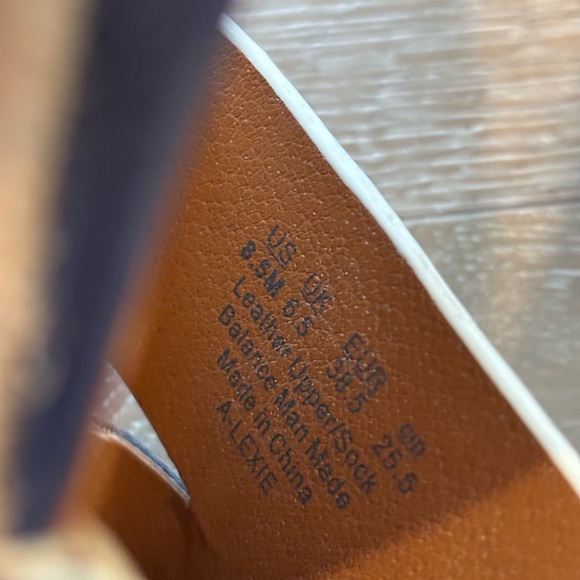 US UK EUR cm
8.5M 6.5 38.5 25.5
Leather Upper/Sock
Balance Man Made
Made in China
A-LEXIE